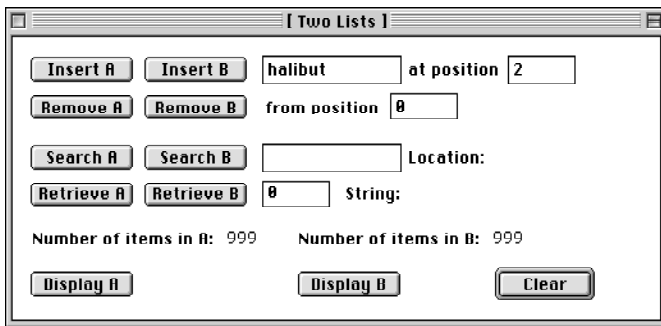 [ Two Lists ]
Insert A Insert B halibut at position 2
Remove A Remove B from position 0
Search A Search B Location:
Retrieve A Retrieve B 0 String:
Number of items in A: 999 Number of items in B: 999
Display A Display B Clear